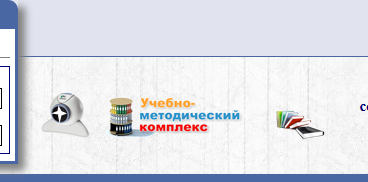 Учебно-
методический
комплекс